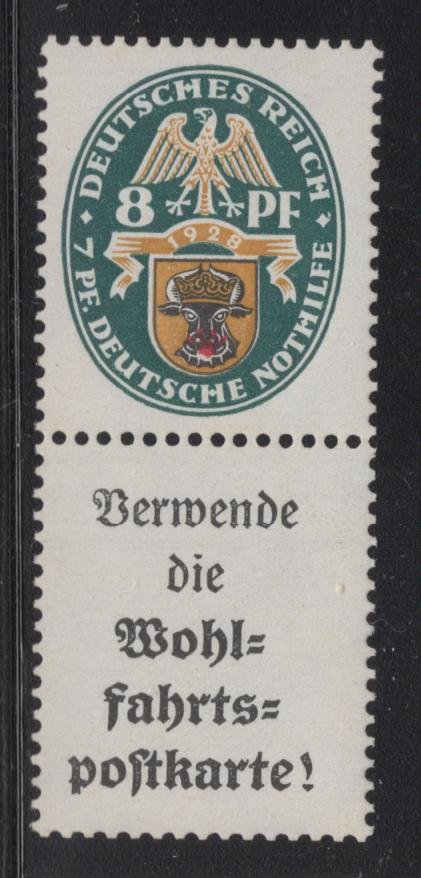 DEUTSCHES REICH
8 PF
1928
7 PF. DEUTSCHE NOTHILFE
Verwende
die
Wohl=
fahrts=
poſtkarte!